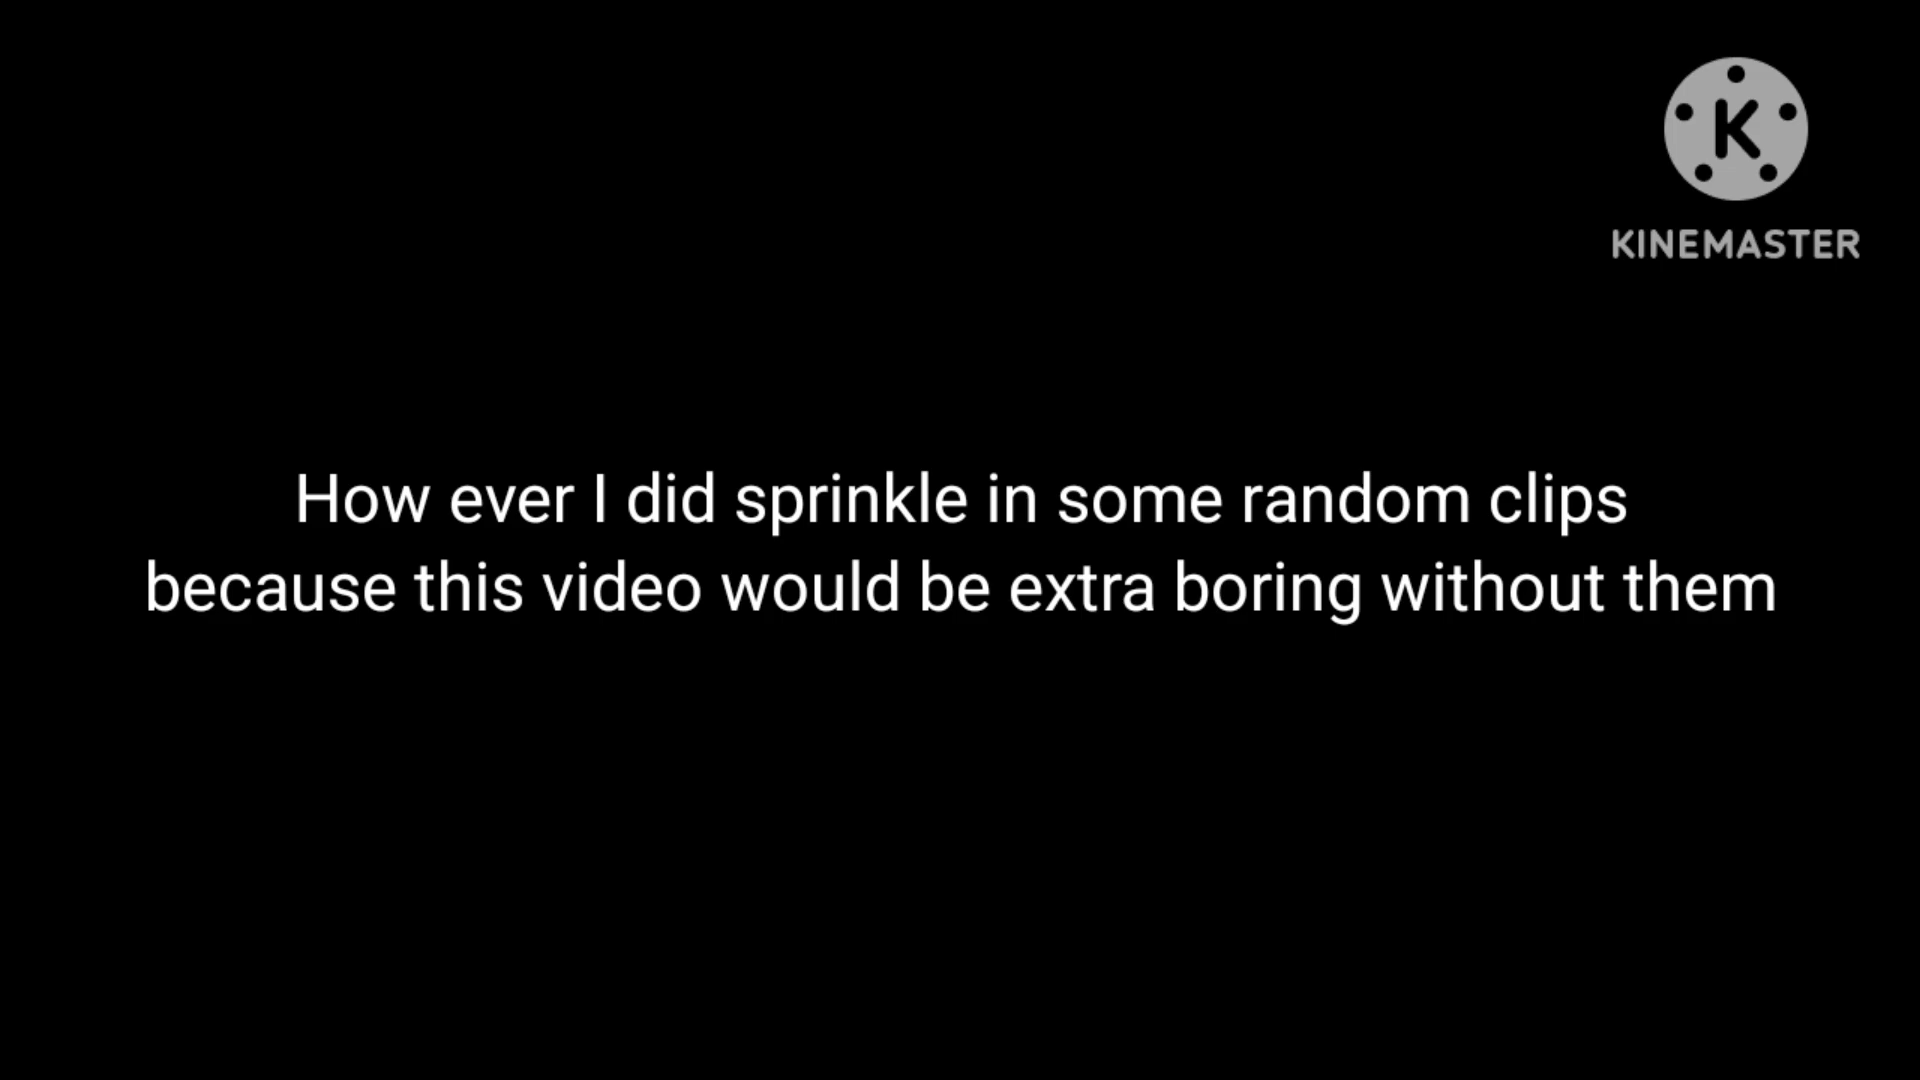 K
KINEMASTER
How ever I did sprinkle in some random clips
because this video would be extra boring without them